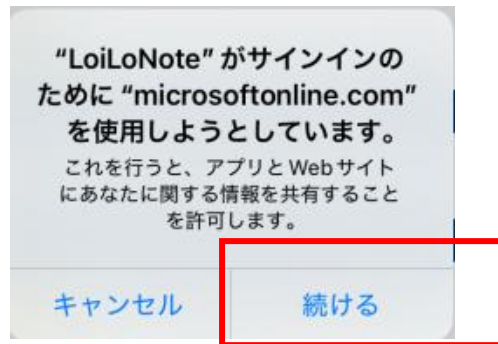 “LoiLoNote” がサインインの
ために “microsoftonline.com”
を使用しようとしています。
これを行うと、アプリと Web サイト
にあなたに関する情報を共有すること
を許可します。
キャンセル
続ける